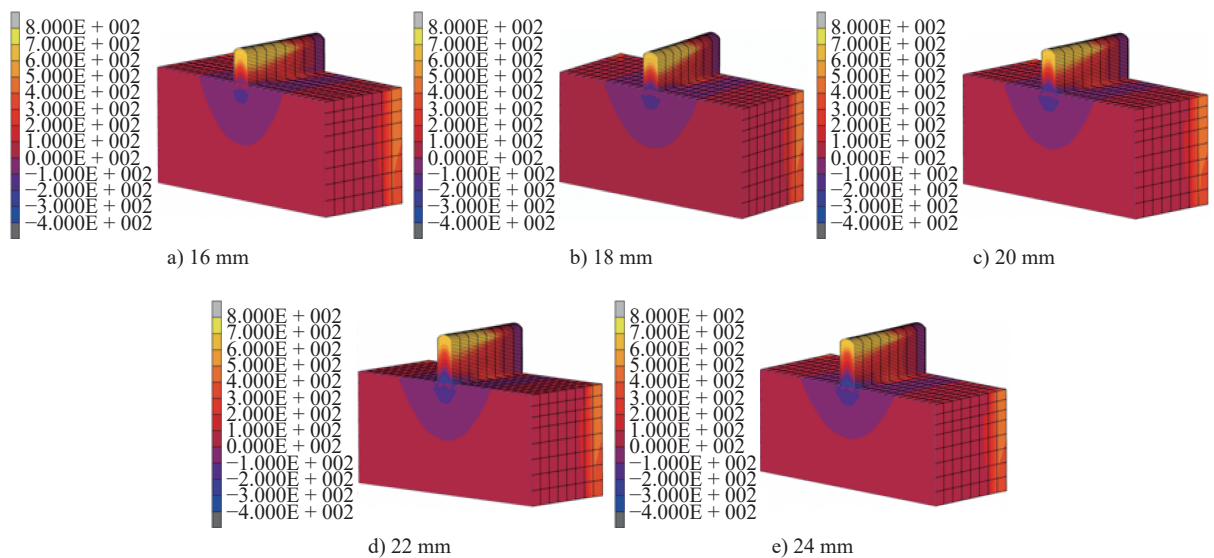 8.000E + 002
7.000E + 002
6.000E + 002
5.000E + 002
4.000E + 002
3.000E + 002
2.000E + 002
1.000E + 002
0.000E + 002
−1.000E + 002
−2.000E + 002
−3.000E + 002
−4.000E + 002
a) 16 mm
8.000E + 002
7.000E + 002
6.000E + 002
5.000E + 002
4.000E + 002
3.000E + 002
2.000E + 002
1.000E + 002
0.000E + 002
−1.000E + 002
−2.000E + 002
−3.000E + 002
−4.000E + 002
b) 18 mm
8.000E + 002
7.000E + 002
6.000E + 002
5.000E + 002
4.000E + 002
3.000E + 002
2.000E + 002
1.000E + 002
0.000E + 002
−1.000E + 002
−2.000E + 002
−3.000E + 002
−4.000E + 002
c) 20 mm
8.000E + 002
7.000E + 002
6.000E + 002
5.000E + 002
4.000E + 002
3.000E + 002
2.000E + 002
1.000E + 002
0.000E + 002
−1.000E + 002
−2.000E + 002
−3.000E + 002
−4.000E + 002
d) 22 mm
8.000E + 002
7.000E + 002
6.000E + 002
5.000E + 002
4.000E + 002
3.000E + 002
2.000E + 002
1.000E + 002
0.000E + 002
−1.000E + 002
−2.000E + 002
−3.000E + 002
−4.000E + 002
e) 24 mm